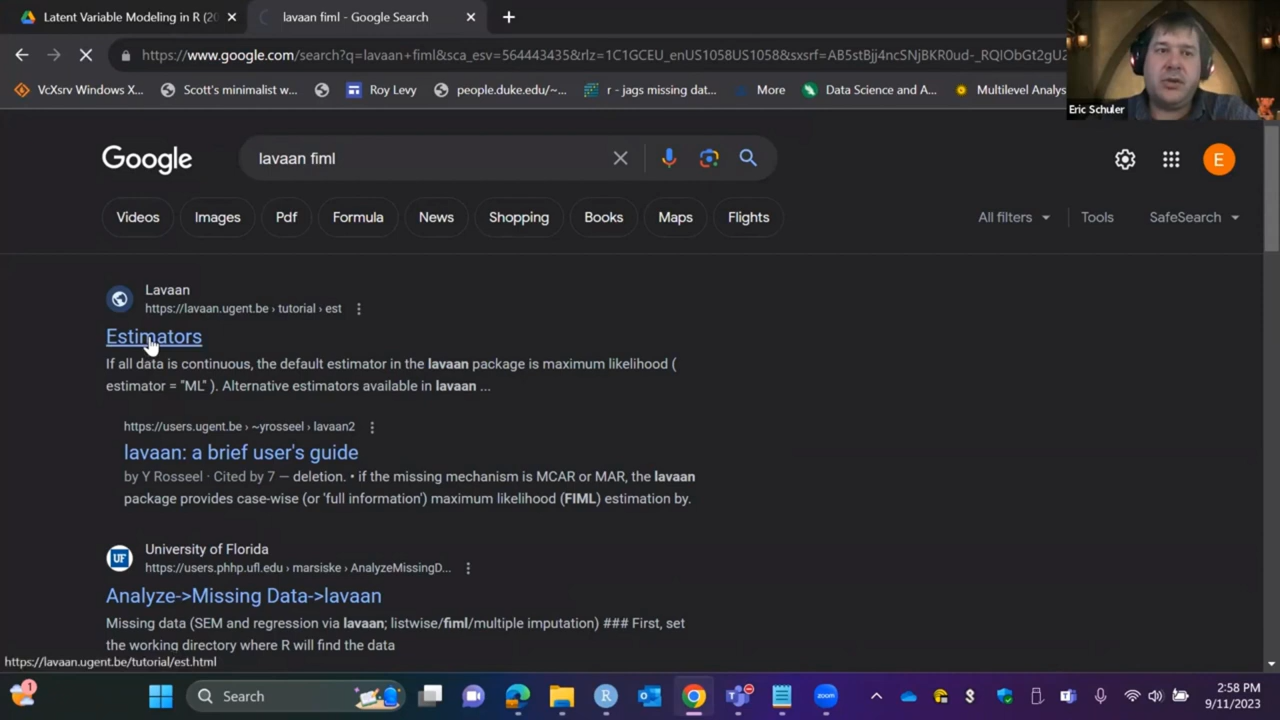 Latent Variable Modeling in R (20
lavaan fiml - Google Search
https://www.google.com/search?q=lavaan+fiml&sca_esv=564443435&rlz=1C1GCEU_enUS1058US1058&sxsrf=AB5stBjj4ncSNjBKR0ud-_RQIObGt2gU2
VcXsrv Windows X...
Scott's minimalist w...
Roy Levy
people.duke.edu/~...
r - jags missing dat...
More
Data Science and A...
Multilevel Analys
Eric Schuler
Google
lavaan fiml
E
Videos
Images
Pdf
Formula
News
Shopping
Books
Maps
Flights
All filters
Tools
SafeSearch
Lavaan
https://lavaan.ugent.be › tutorial › est
Estimators
If all data is continuous, the default estimator in the lavaan package is maximum likelihood (
estimator = "ML" ). Alternative estimators available in lavaan ...
https://users.ugent.be › ~yrosseel › lavaan2
lavaan: a brief user's guide
by Y Rosseel · Cited by 7 — deletion. • if the missing mechanism is MCAR or MAR, the lavaan
package provides case-wise (or 'full information') maximum likelihood (FIML) estimation by.
UF
University of Florida
https://users.phhp.ufl.edu › marsiske › AnalyzeMissingD...
Analyze->Missing Data->lavaan
Missing data (SEM and regression via lavaan; listwise/fiml/multiple imputation) ### First, set
the working directory where R will find the data
https://lavaan.ugent.be/tutorial/est.html
1
Search
R
zoom
2:58 PM
9/11/2023